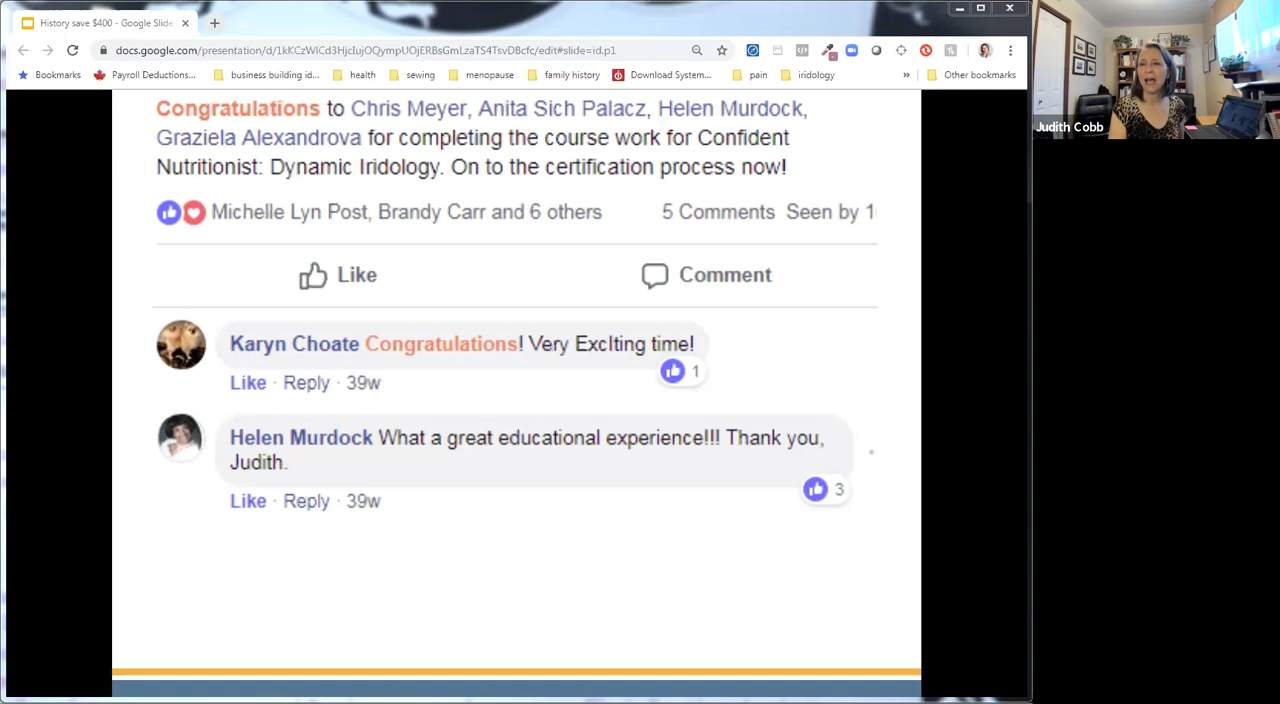 History save $400 - Google Slide
docs.google.com/presentation/d/1kKCzWlCd3HjcIujOQympUOjERBsGmLzaTS4TsvDBcfc/edit#slide=id.p1
Bookmarks
Payroll Deductions...
business building id...
health
sewing
menopause
family history
Download System...
pain
iridology
»
Other bookmarks
Judith Cobb
Congratulations to Chris Meyer, Anita Sich Palacz, Helen Murdock,
Graziela Alexandrova for completing the course work for Confident
Nutritionist: Dynamic Iridology. On to the certification process now!
Michelle Lyn Post, Brandy Carr and 6 others 5 Comments Seen by 1
Like Comment
Karyn Choate Congratulations! Very ExcIting time!
1
Like · Reply · 39w
Helen Murdock What a great educational experience!!! Thank you,
Judith.
3
Like · Reply · 39w